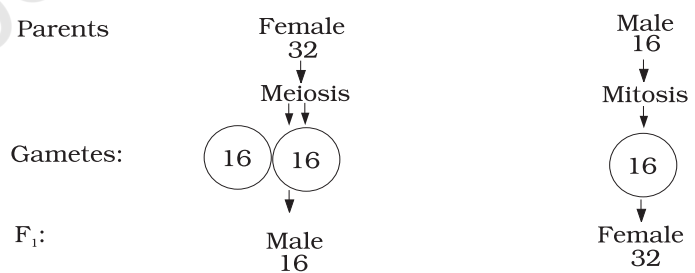 Parents Female Male
32 16
Meiosis Mitosis
Gametes: 16 16 16
F₁: Male Female
16 32